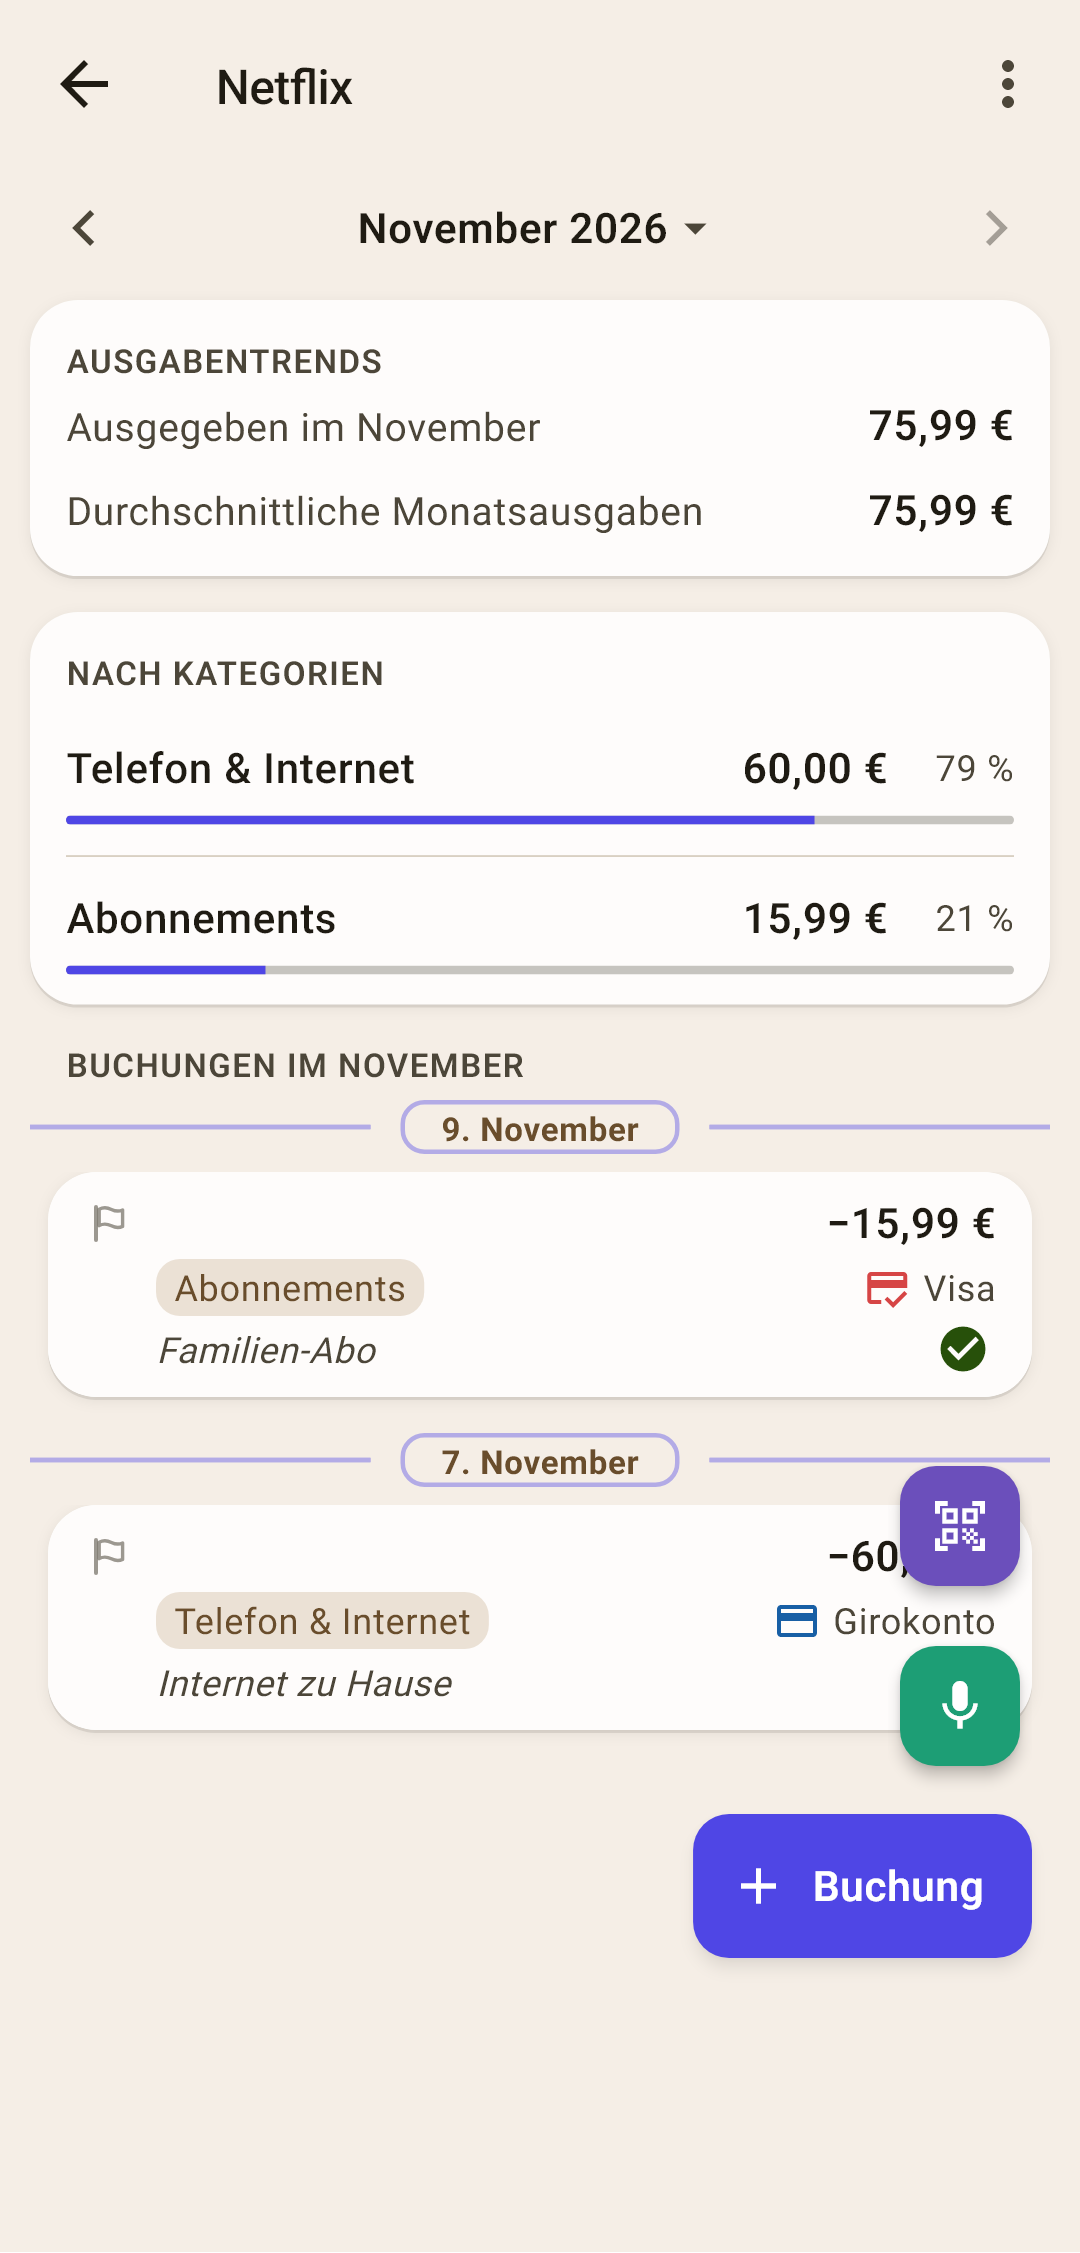 Netflix
November 2026
AUSGABENTRENDS
Ausgegeben im November 75,99 €
Durchschnittliche Monatsausgaben 75,99 €
NACH KATEGORIEN
Telefon & Internet 60,00 € 79 %
Abonnements 15,99 € 21 %
BUCHUNGEN IM NOVEMBER
9. November
−15,99 €
Abonnements Visa
Familien-Abo
7. November
−60,
Telefon & Internet Girokonto
Internet zu Hause
Buchung